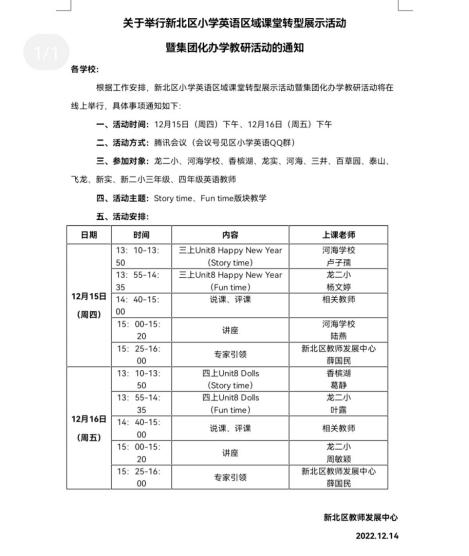 关于举行新北区小学英语区域课堂转型展示活动
1/1
暨集团化办学教研活动的通知
各学校：
根据工作安排，新北区小学英语区域课堂转型展示活动暨集团化办学教研活动将在
线上举行，具体事项通知如下：
一、活动时间：12月15日（周四）下午、12月16日（周五）下午
二、活动方式：腾讯会议（会议号见区小学英语QQ群）
三、参加对象：龙二小、河海学校、香槟湖、龙实、河海、三井、百草园、泰山、
飞龙、新实、新二小三年级、四年级英语教师
四、活动主题：Story time、Fun time版块教学
五、活动安排：
日期 时间 内容 上课老师
12月15日
（周四）
13：10-13：
50
三上Unit8 Happy New Year
（Story time）
河海学校
卢子孺
13：55-14：
35
三上Unit8 Happy New Year
（Fun time）
龙二小
杨文婷
14：40-15：
00
说课、评课
相关教师
15：00-15：
20
讲座
河海学校
陆燕
15：25-16：
00
专家引领
新北区教师发展中心
薛国民
12月16日
（周五）
13：10-13：
50
四上Unit8 Dolls
（Story time）
香槟湖
葛静
13：55-14：
35
四上Unit8 Dolls
（Fun time）
龙二小
叶露
14：40-15：
00
说课、评课
相关教师
15：00-15：
20
讲座
龙二小
周敏颖
15：25-16：
00
专家引领
新北区教师发展中心
薛国民
新北区教师发展中心
2022.12.14